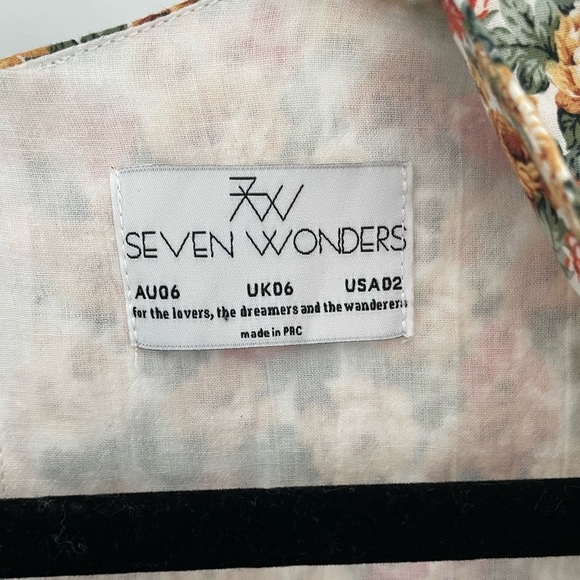 7W
SEVEN WONDERS
AU06 UK06 USA02
for the lovers, the dreamers and the wanderers
made in PRC